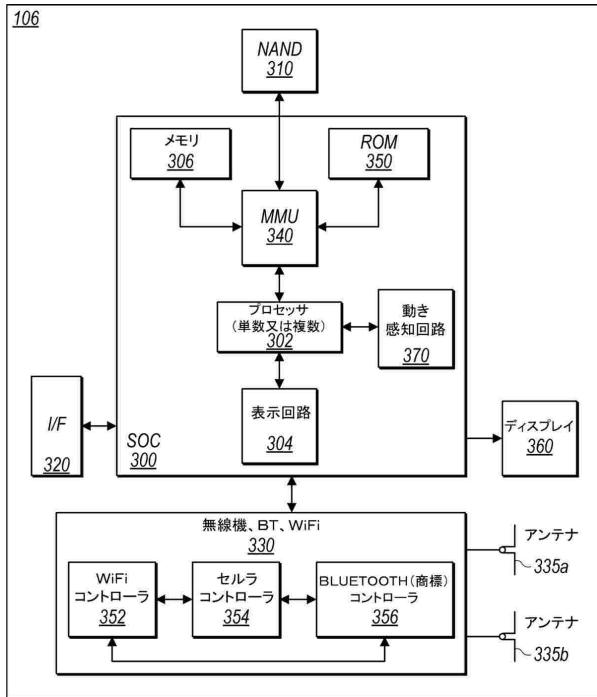 106
NAND
310
メモリ
306
ROM
350
MMU
340
プロセッサ
(単数又は複数)
302
動き
感知回路
370
表示回路
304
I/F
320
SOC
300
ディスプレイ
360
無線機、BT、WiFi
330
WiFi
コントローラ
352
セルラ
コントローラ
354
BLUETOOTH(商標)
コントローラ
356
アンテナ
335a
アンテナ
335b